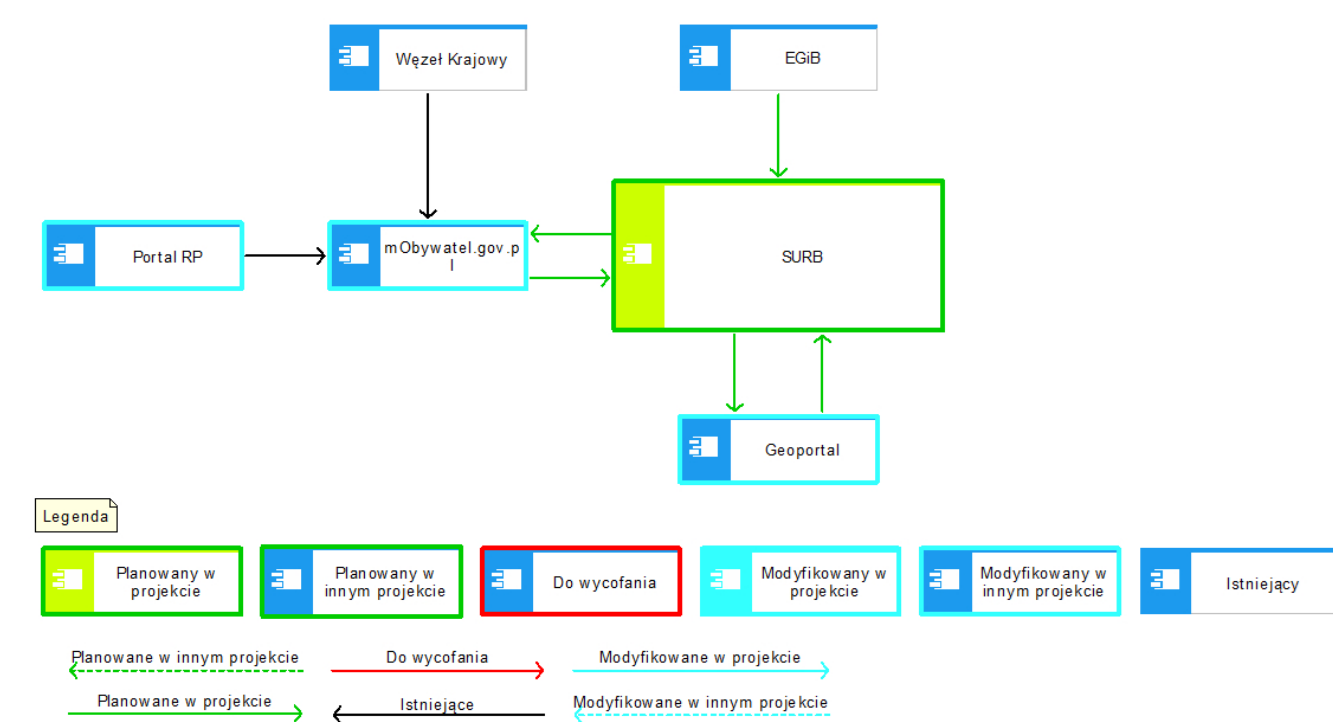 Węzeł Krajowy
EGiB
Portal RP
mObywatel.gov.p
l
SURB
Geoportal
Legenda
Planowany w
projekcie
Planowany w
innym projekcie
Do wycofania
Modyfikowany w
projekcie
Modyfikowany w
innym projekcie
Istniejący
Planowane w innym projekcie
Do wycofania
Modyfikowane w projekcie
Planowane w projekcie
Istniejące
Modyfikowane w innym projekcie